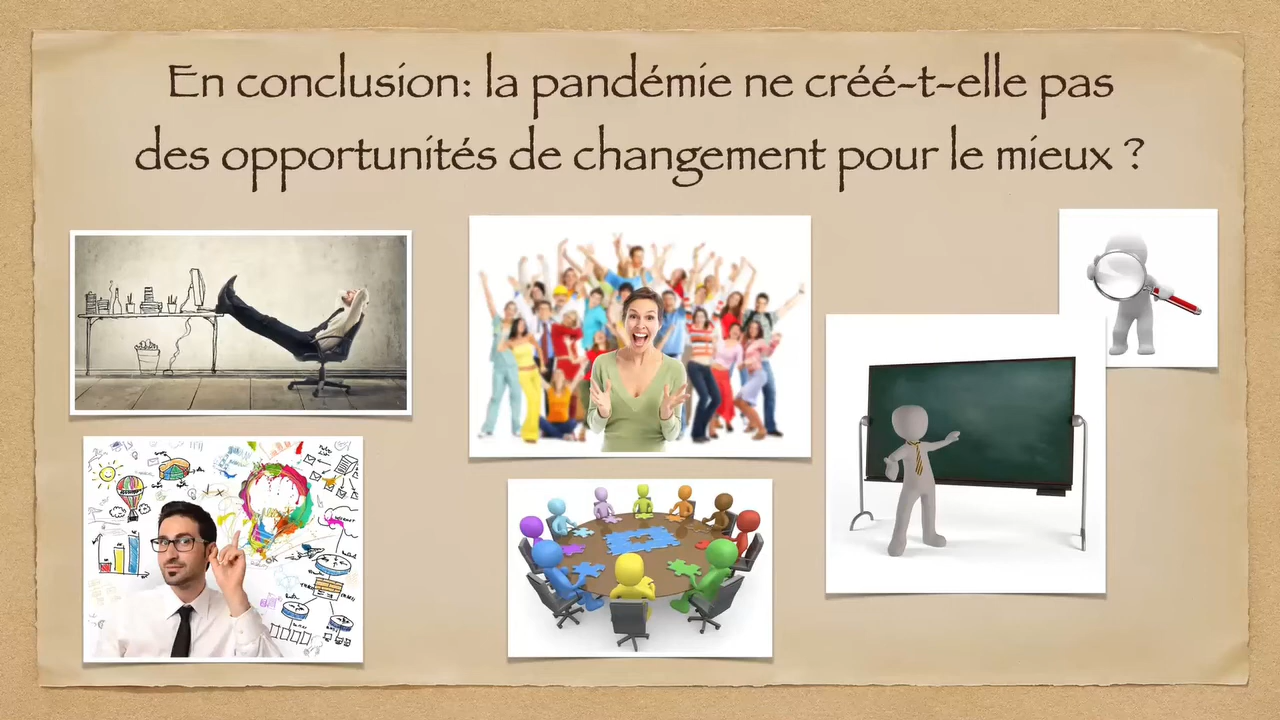 En conclusion: la pandémie ne créé-t-elle pas
des opportunités de changement pour le mieux ?